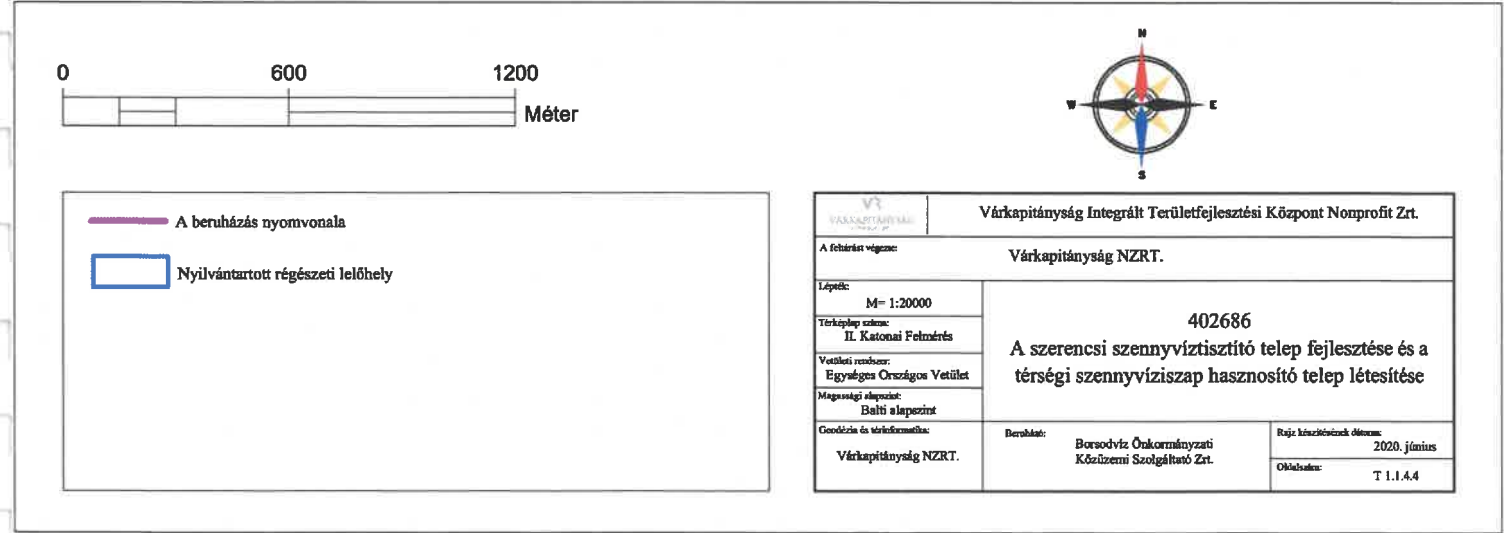 0 600 1200
Méter
N
W E
S
A beruházás nyomvonala
Nyilvántartott régészeti lelőhely
VÁRKAPITÁNYSÁG
Várkapitányság Integrált Területfejlesztési Központ Nonprofit Zrt.
A feltárást végezte:
Várkapitányság NZRT.
Lépték:
M= 1:20000
Térképlap száma:
II. Katonai Felmérés
Vetületi rendszer:
Egységes Országos Vetület
Magassági alapszint:
Balti alapszint
Geodézia és térinformatika:
Várkapitányság NZRT.
402686
A szerencsi szennyvíztisztító telep fejlesztése és a
térségi szennyvíziszap hasznosító telep létesítése
Beruházó:
Borsodvíz Önkormányzati
Közüzemi Szolgáltató Zrt.
Rajz készítésének dátuma:
2020. június
Oldalszám:
T 1.1.4.4